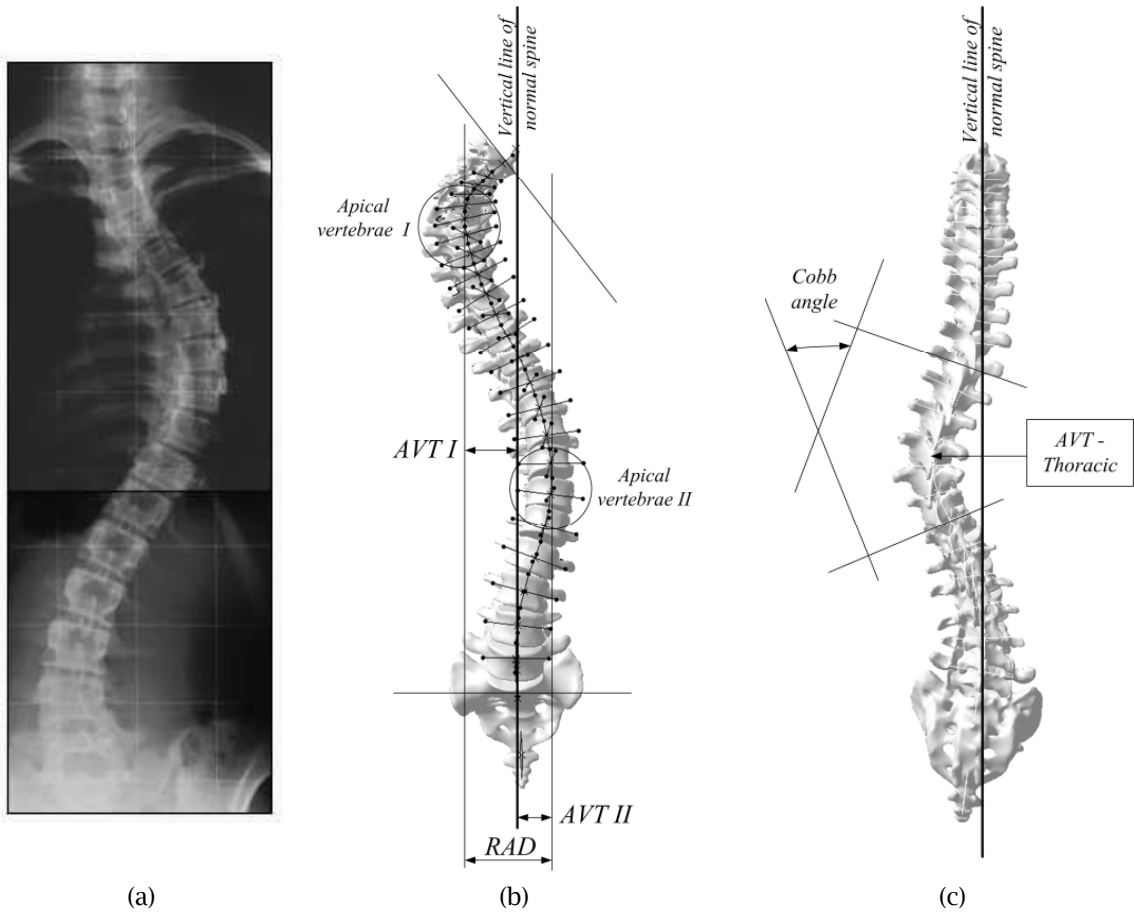 Vertical line of
normal spine
Apical
vertebrae I
AVT I
Apical
vertebrae II
AVT II
RAD
Vertical line of
normal spine
Cobb
angle
AVT -
Thoracic
(a)
(b)
(c)